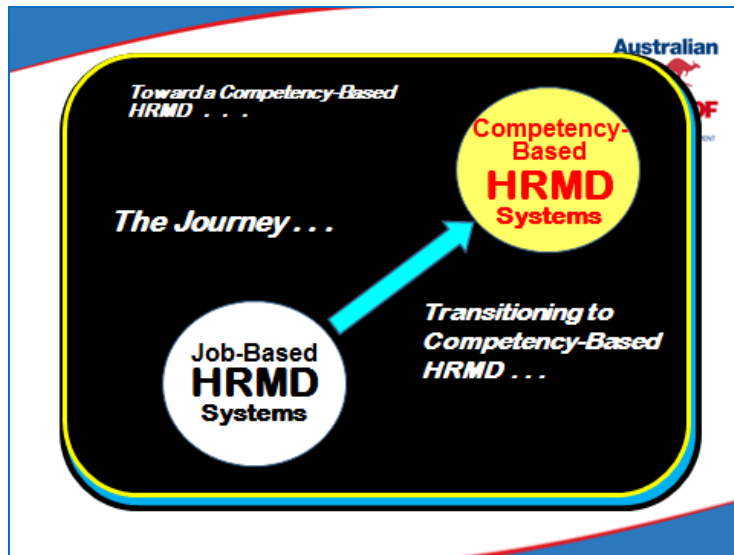 Australian
Toward a Competency-Based
HRMD . . .
Competency-
Based
HRMD
Systems
The Journey . . .
Transitioning to
Competency-Based
HRMD . . .
Job-Based
HRMD
Systems